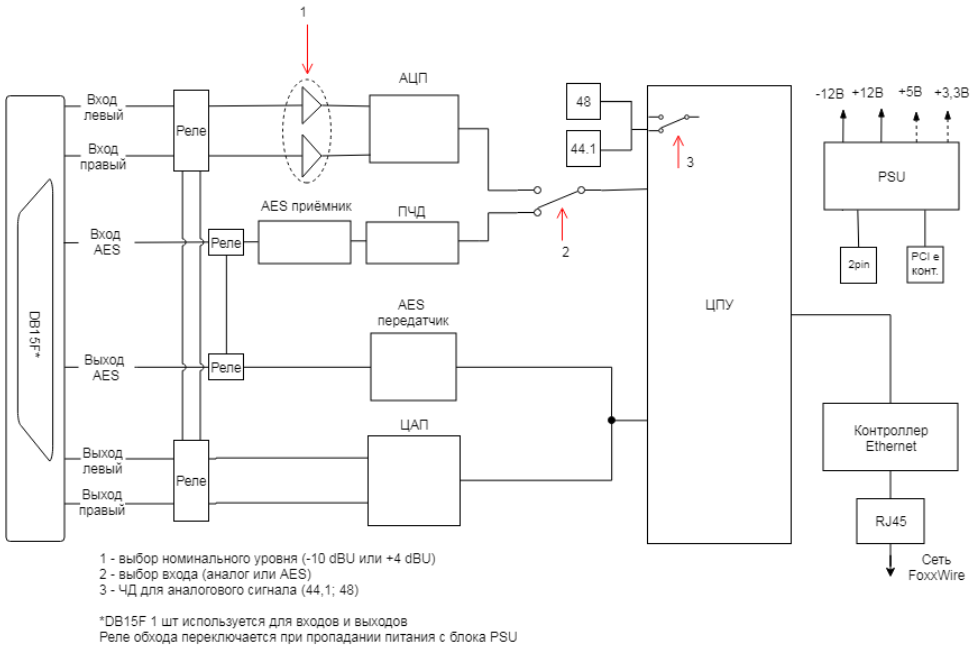 1
АЦП
Вход
левый
Реле
Вход
правый
48
44.1
3
-12В
+12В
+5В
+3,3В
PSU
2pin
PCI e
конт.
AES приёмник
ПЧД
Вход
AES
Реле
2
ЦПУ
DB15F*
AES
передатчик
Выход
AES
Реле
ЦАП
Выход
левый
Реле
Выход
правый
Контроллер
Ethernet
RJ45
Сеть
FoxxWire
1 - выбор номинального уровня (-10 dBU или +4 dBU)
2 - выбор входа (аналог или AES)
3 - ЧД для аналогового сигнала (44,1; 48)
*DB15F 1 шт используется для входов и выходов
Реле обхода переключается при пропадании питания с блока PSU